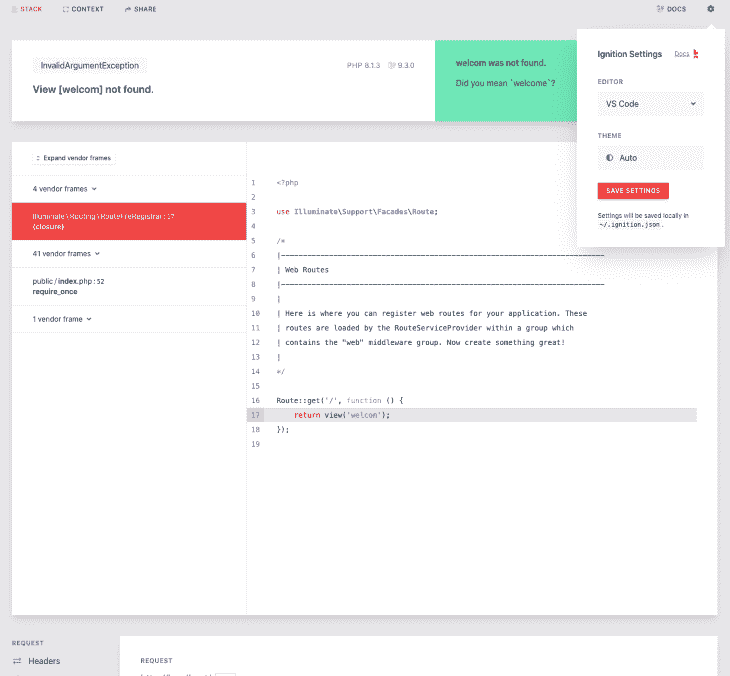 STACK CONTEXT SHARE DOCS
InvalidArgumentException PHP 8.1.3 9.3.0
View [welcom] not found.
welcom was not found.
Did you mean `welcome`?
Ignition Settings Docs
EDITOR
VS Code
THEME
Auto
SAVE SETTINGS
Settings will be saved locally in
~/.ignition.json.
Expand vendor frames
4 vendor frames
Illuminate\Routing\RouteFileRegistrar:17
{closure}
41 vendor frames
public/index.php:52
require_once
1 vendor frame
1 <?php
2
3 use Illuminate\Support\Facades\Route;
4
5 /*
6 |--------------------------------------------------------------------------
7 | Web Routes
8 |--------------------------------------------------------------------------
9 |
10 | Here is where you can register web routes for your application. These
11 | routes are loaded by the RouteServiceProvider within a group which
12 | contains the "web" middleware group. Now create something great!
13 |
14 */
15
16 Route::get('/', function () {
17 return view('welcom');
18 });
19
REQUEST
Headers
REQUEST